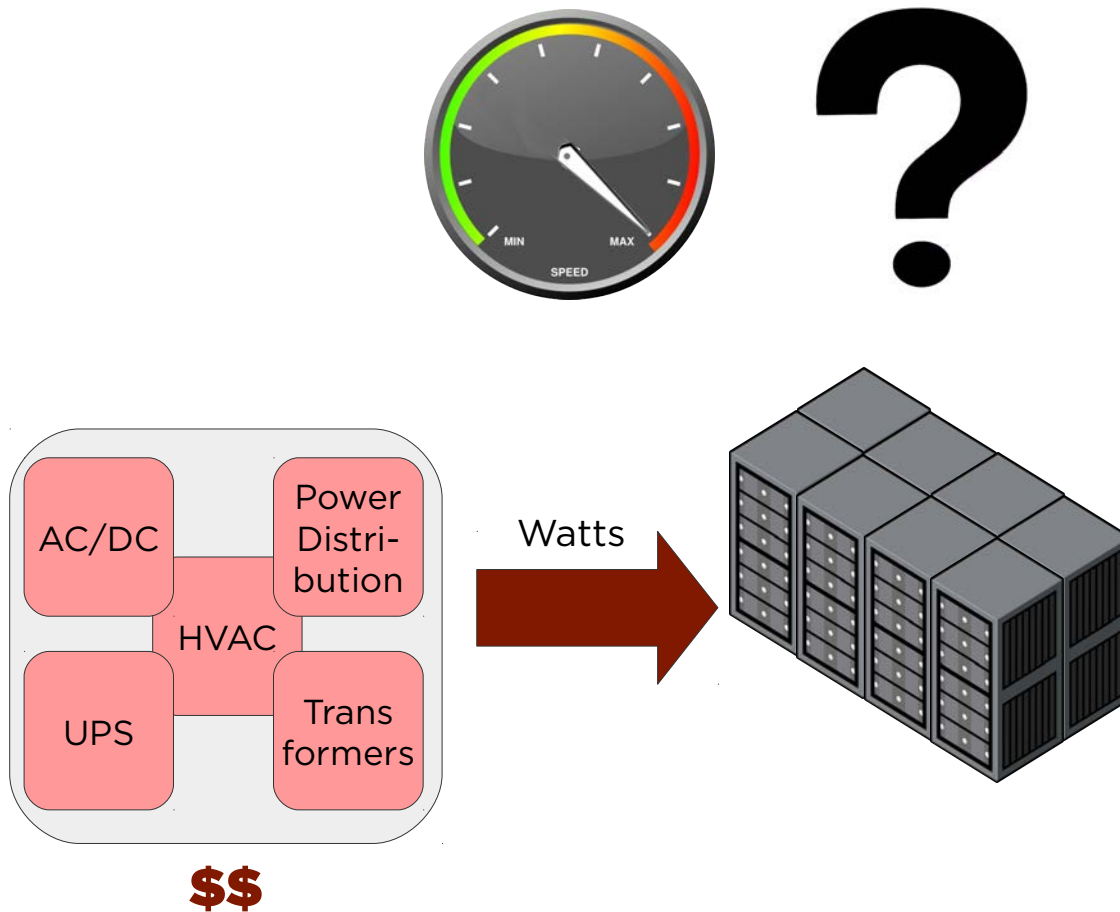 MIN
MAX
SPEED
AC/DC
Power
Distri-
bution
Watts
HVAC
UPS
Trans
formers
$$